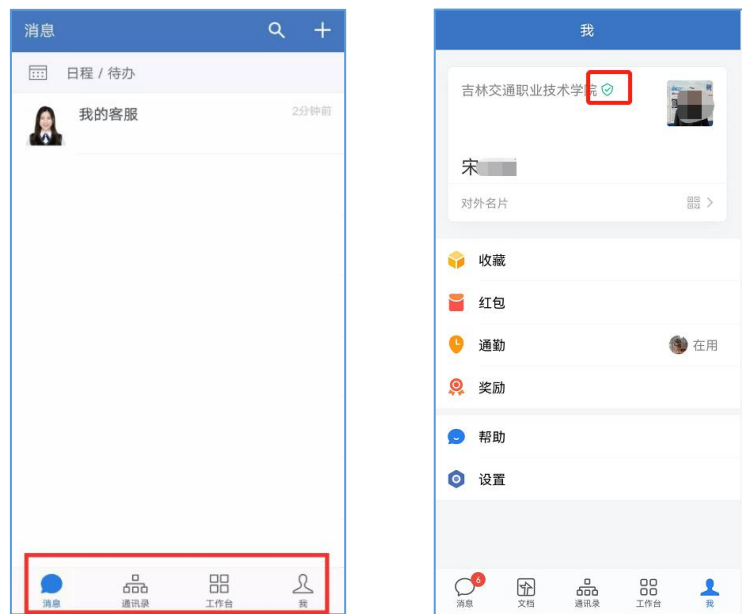 消息
日程 / 待办
我的客服
2分钟前
消息
通讯录
工作台
我
我
吉林交通职业技术学院
宋
对外名片
收藏
红包
通勤
在用
奖励
帮助
设置
6
消息
文档
通讯录
工作台
我